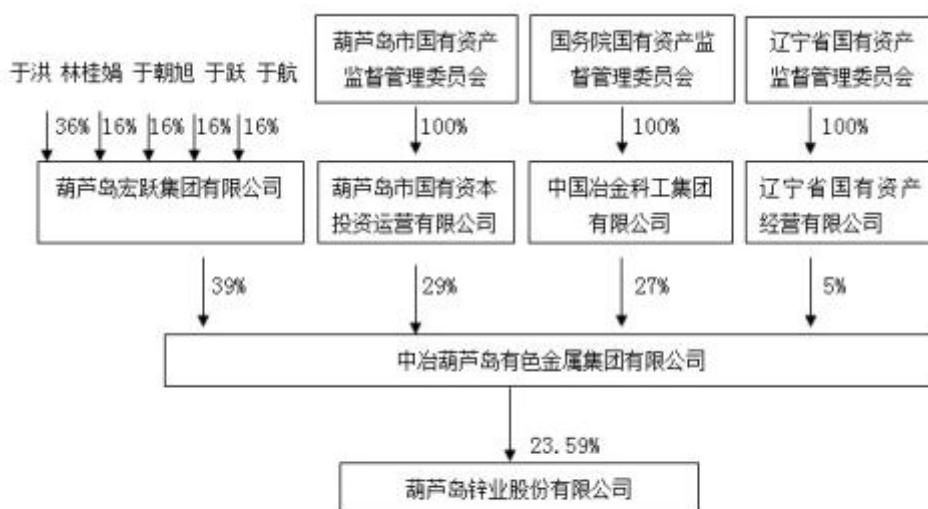 葫芦岛市国有资产
监督管理委员会
国务院国有资产监
督管理委员会
辽宁省国有资产
监督管理委员会
于洪 林桂娟 于朝旭 于跃 于航
36% 16% 16% 16% 16%
100%
100%
100%
葫芦岛宏跃集团有限公司
葫芦岛市国有资本
投资运营有限公司
中国冶金科工集团
有限公司
辽宁省国有资产
经营有限公司
39%
29%
27%
5%
中冶葫芦岛有色金属集团有限公司
23.59%
葫芦岛锌业股份有限公司